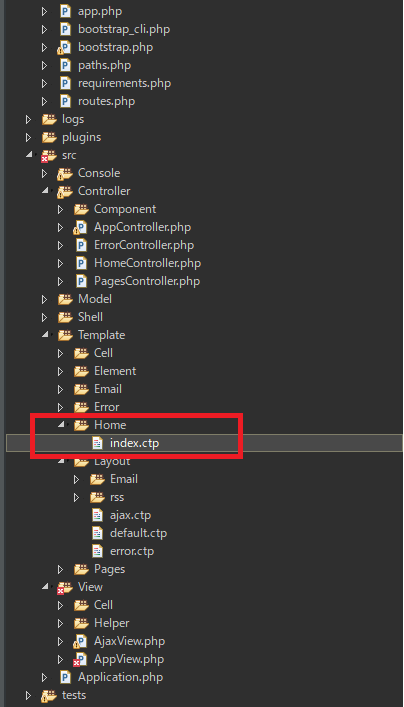 app.php
bootstrap_cli.php
bootstrap.php
paths.php
requirements.php
routes.php
logs
plugins
src
Console
Controller
Component
AppController.php
ErrorController.php
HomeController.php
PagesController.php
Model
Shell
Template
Cell
Element
Email
Error
Home
index.ctp
Layout
Email
rss
ajax.ctp
default.ctp
error.ctp
Pages
View
Cell
Helper
AjaxView.php
AppView.php
Application.php
tests